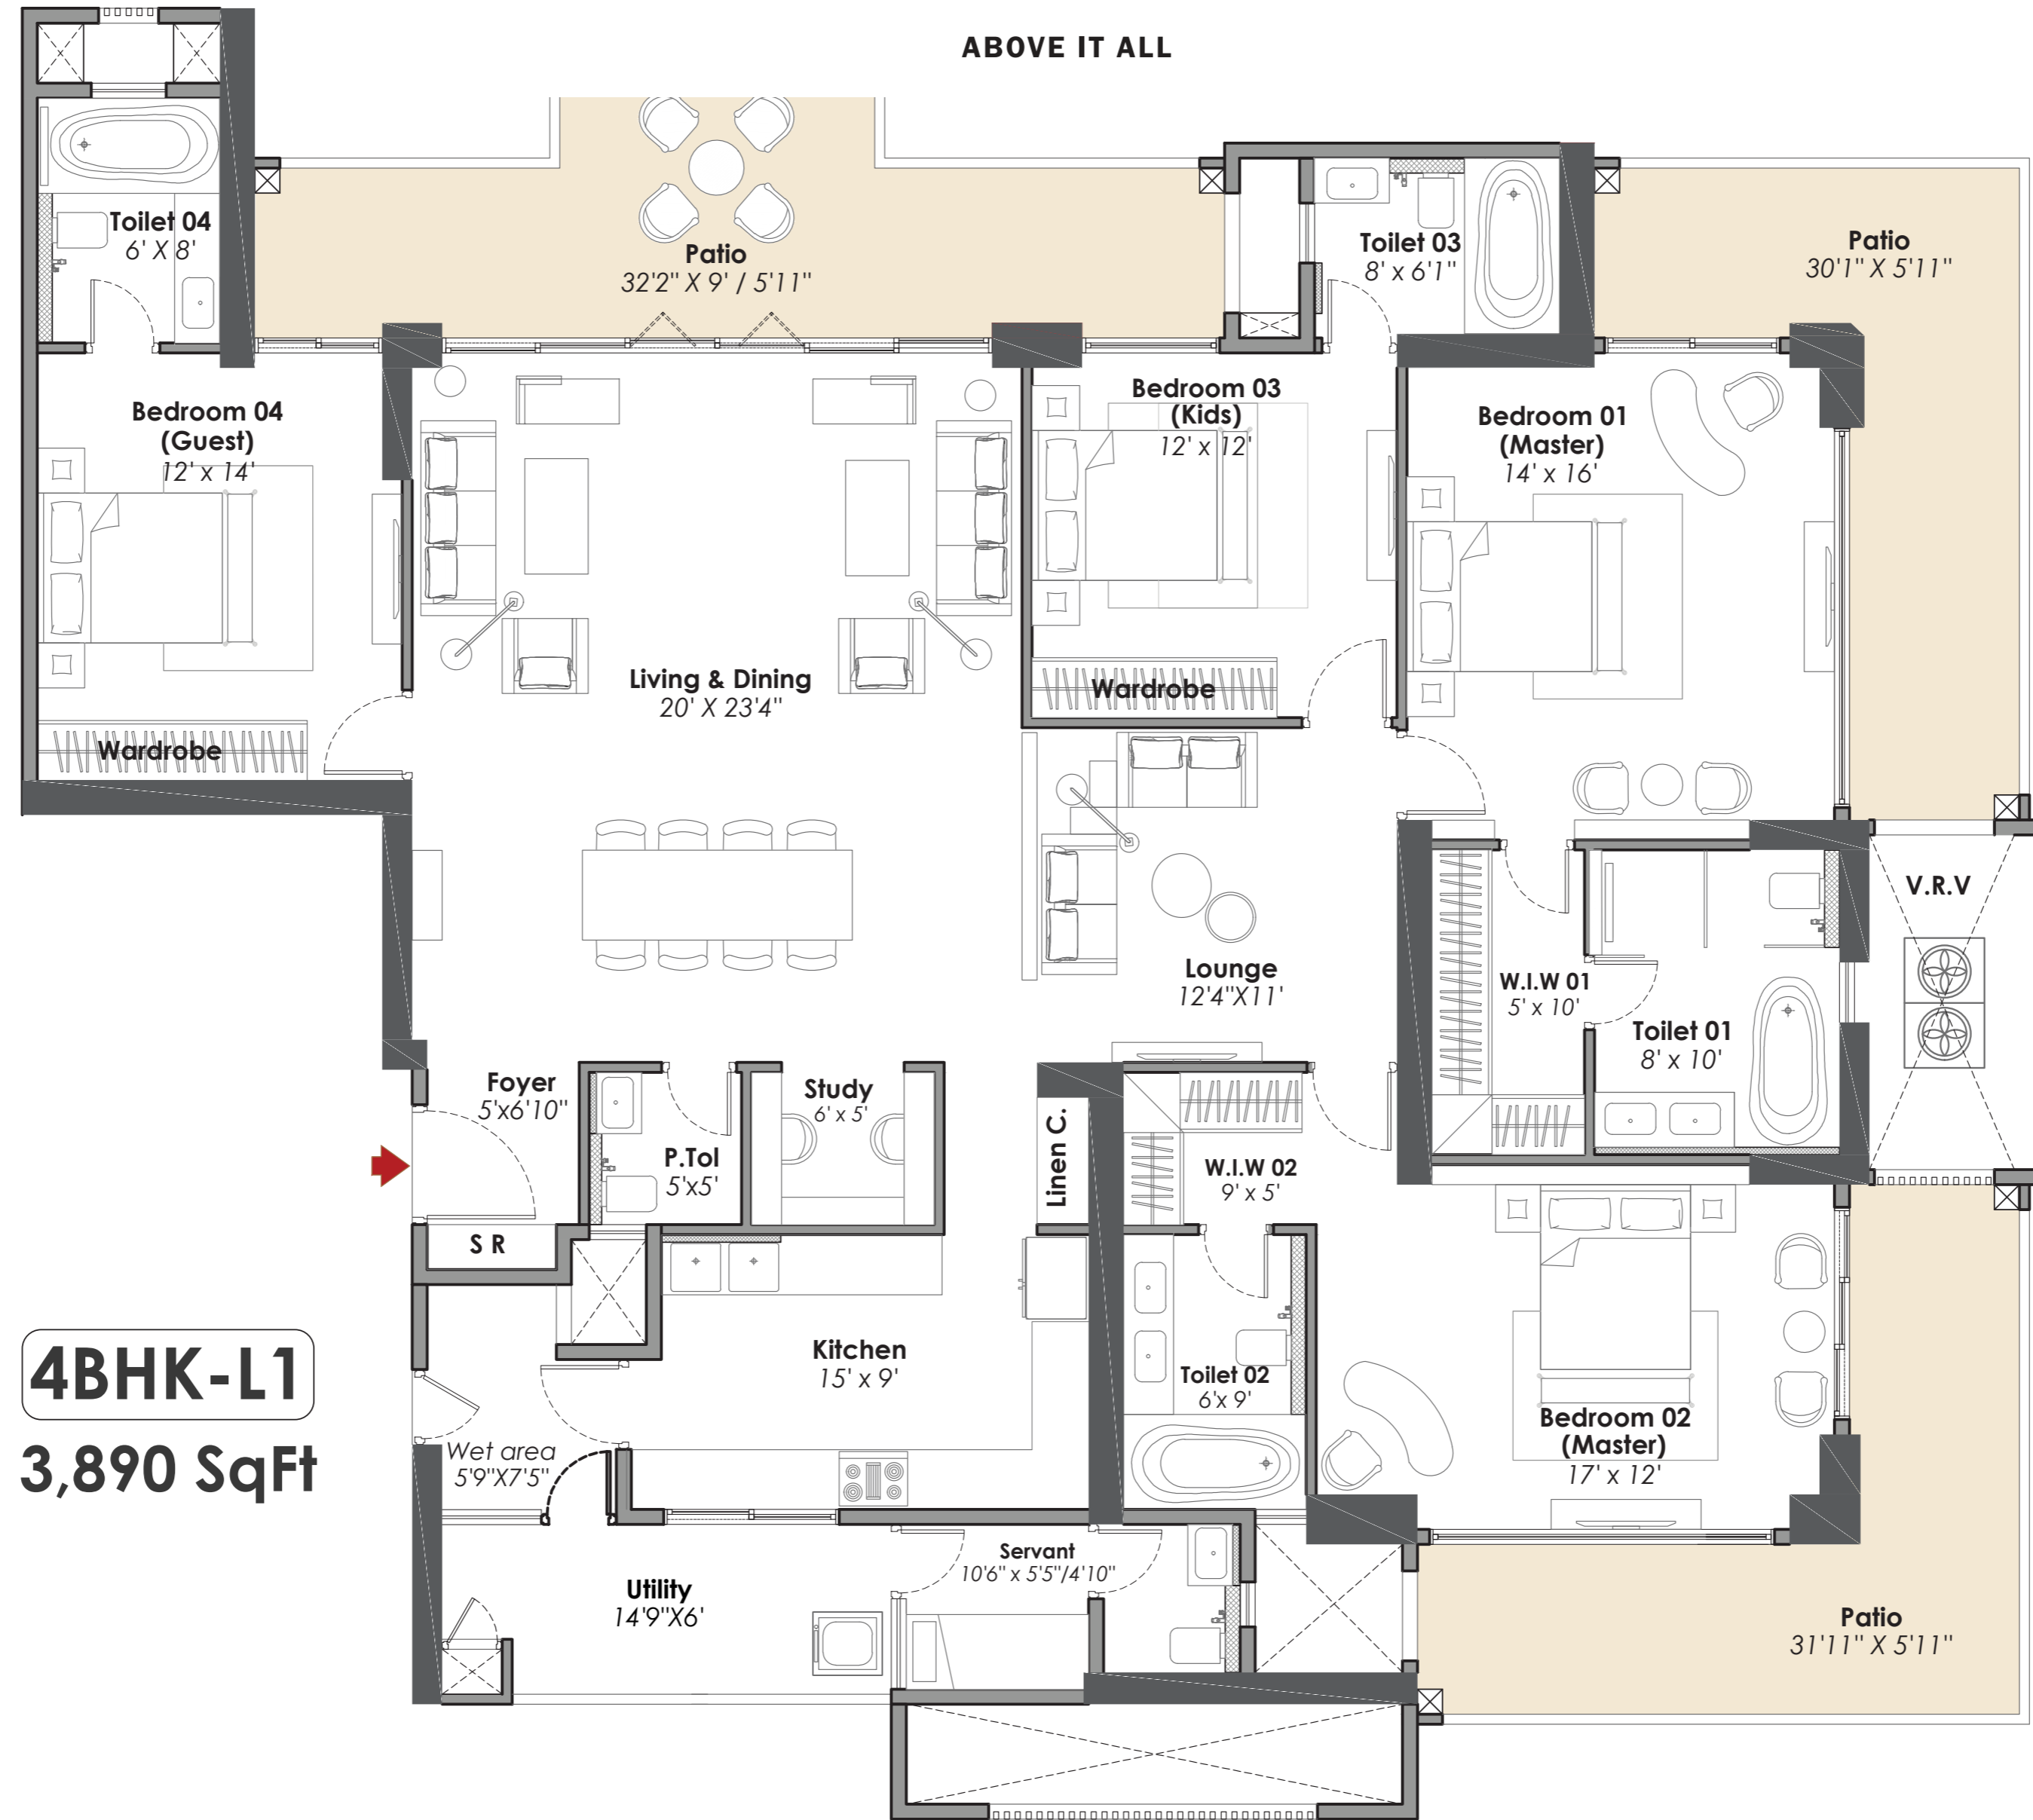 ABOVE IT ALL
Toilet 04
6' X 8'
Patio
32'2" X 9' / 5'11"
Toilet 03
8' x 6'1"
Patio
30'1" X 5'11"
Bedroom 04
(Guest)
12' x 14'
Bedroom 03
(Kids)
12' x 12'
Bedroom 01
(Master)
14' x 16'
Living & Dining
20' X 23'4"
Wardrobe
Wardrobe
V.R.V
Lounge
12'4"X11'
W.I.W 01
5' x 10'
Toilet 01
8' x 10'
Foyer
5'x6'10"
Study
6' x 5'
P.Tol
5'x5'
Linen C.
W.I.W 02
9' x 5'
S R
Kitchen
15' x 9'
Toilet 02
6'x 9'
4BHK-L1
3,890 SqFt
Wet area
5'9"X7'5"
Bedroom 02
(Master)
17' x 12'
Servant
10'6" x 5'5"/4'10"
Utility
14'9"X6'
Patio
31'11" X 5'11"